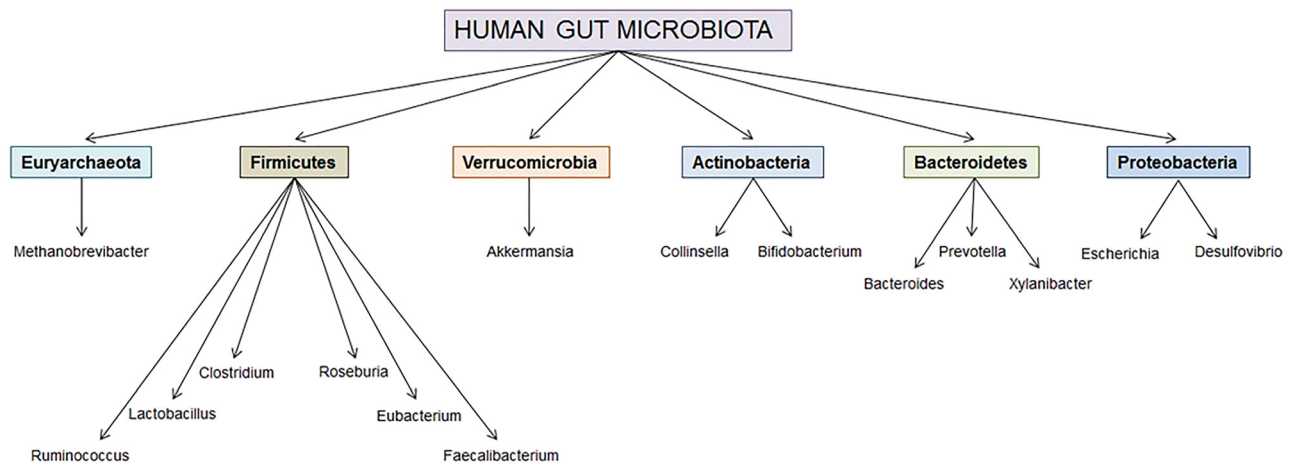 HUMAN GUT MICROBIOTA
Euryarchaeota
Firmicutes
Verrucomicrobia
Actinobacteria
Bacteroidetes
Proteobacteria
Methanobrevibacter
Akkermansia
Collinsella
Bifidobacterium
Prevotella
Escherichia
Desulfovibrio
Bacteroides
Xylanibacter
Clostridium
Roseburia
Lactobacillus
Eubacterium
Ruminococcus
Faecalibacterium